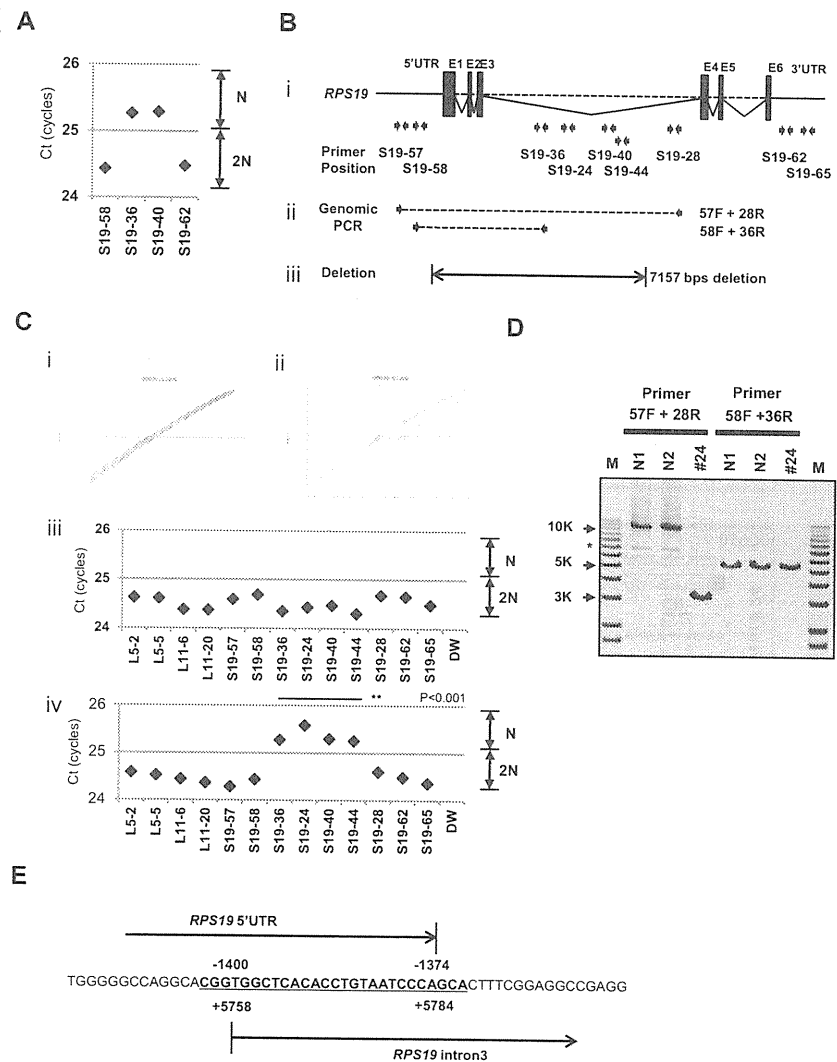 A
26
25
24
Ct (cycles)
N
2N
S19-58
S19-36
S19-40
S19-62
B
i
RPS19
5'UTR E1 E2E3 E4 E5 E6 3'UTR
Primer
Position
S19-57
S19-58
S19-36
S19-24
S19-40
S19-44
S19-28
S19-62
S19-65
ii
Genomic
PCR
57F + 28R
58F + 36R
iii
Deletion
7157 bps deletion
C
i
ii
iii
26
25
24
Ct (cycles)
N
2N
L5-2
L5-5
L11-6
L11-20
S19-57
S19-58
S19-36
S19-24
S19-40
S19-44
S19-28
S19-62
S19-65
DW
iv
** P<0.001
26
25
24
Ct (cycles)
N
2N
L5-2
L5-5
L11-6
L11-20
S19-57
S19-58
S19-36
S19-24
S19-40
S19-44
S19-28
S19-62
S19-65
DW
D
Primer
57F + 28R
Primer
58F +36R
M N1 N2 #24 N1 N2 #24 M
10K
*
5K
3K
E
RPS19 5'UTR
-1400 -1374
TGGGGGCCAGGCACGGTGGCTCACACCTGTAATCCCAGCACTTTCGGAGGCCGAGG
+5758 +5784
RPS19 intron3